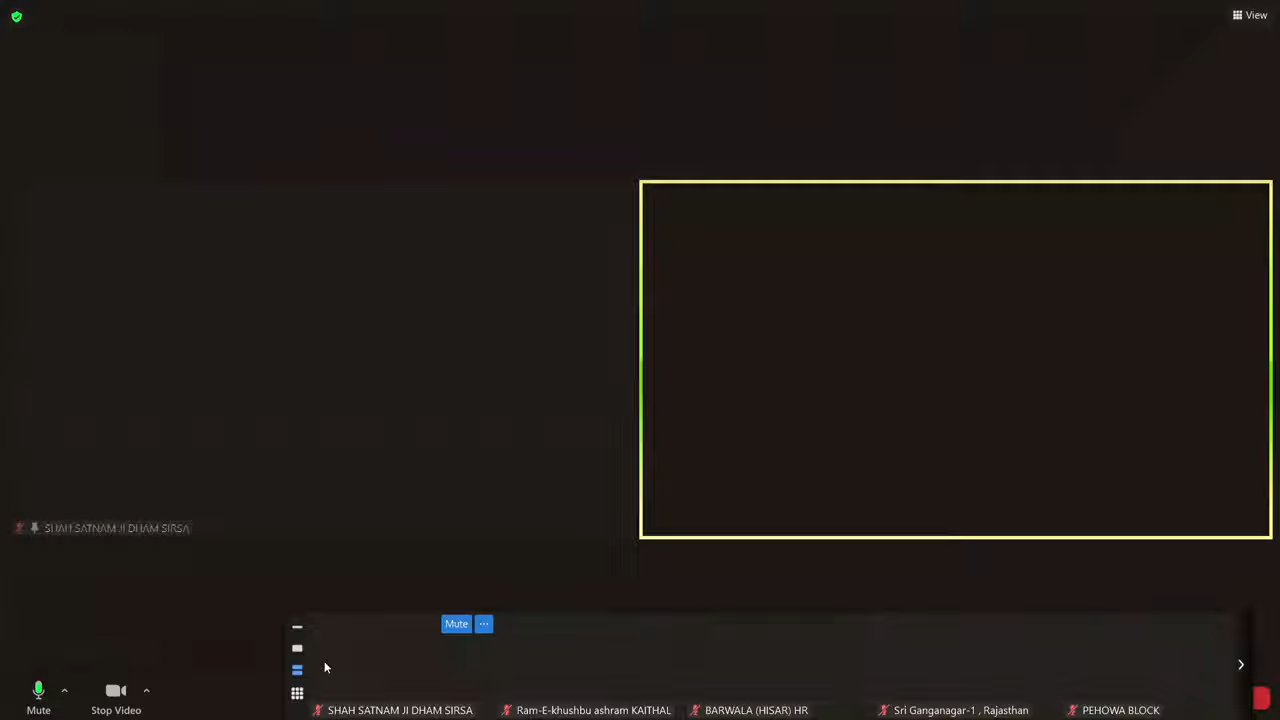 View
SHAH SATNAM JI DHAM SIRSA
Mute
Mute
Stop Video
SHAH SATNAM JI DHAM SIRSA
Ram-E-khushbu ashram KAITHAL
BARWALA (HISAR) HR
Sri Ganganagar-1 , Rajasthan
PEHOWA BLOCK